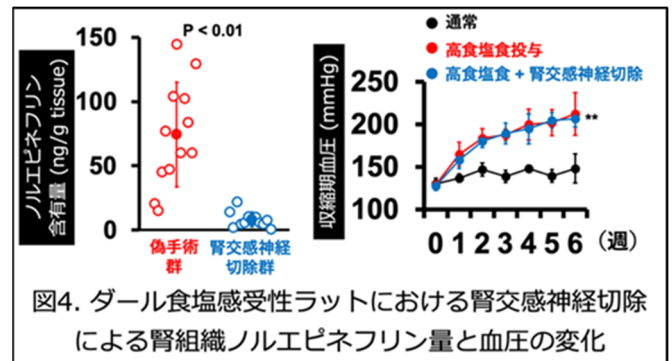 P < 0.01
ノルエピネフリン
含有量 (ng/g tissue)
150
100
50
0
偽手術
群
腎交感神経
切除群
通常
高食塩食投与
高食塩食 + 腎交感神経切除
収縮期血圧 (mmHg)
250
200
150
100
**
0 1 2 3 4 5 6 (週)
図4. ダール食塩感受性ラットにおける腎交感神経切除
による腎組織ノルエピネフリン量と血圧の変化